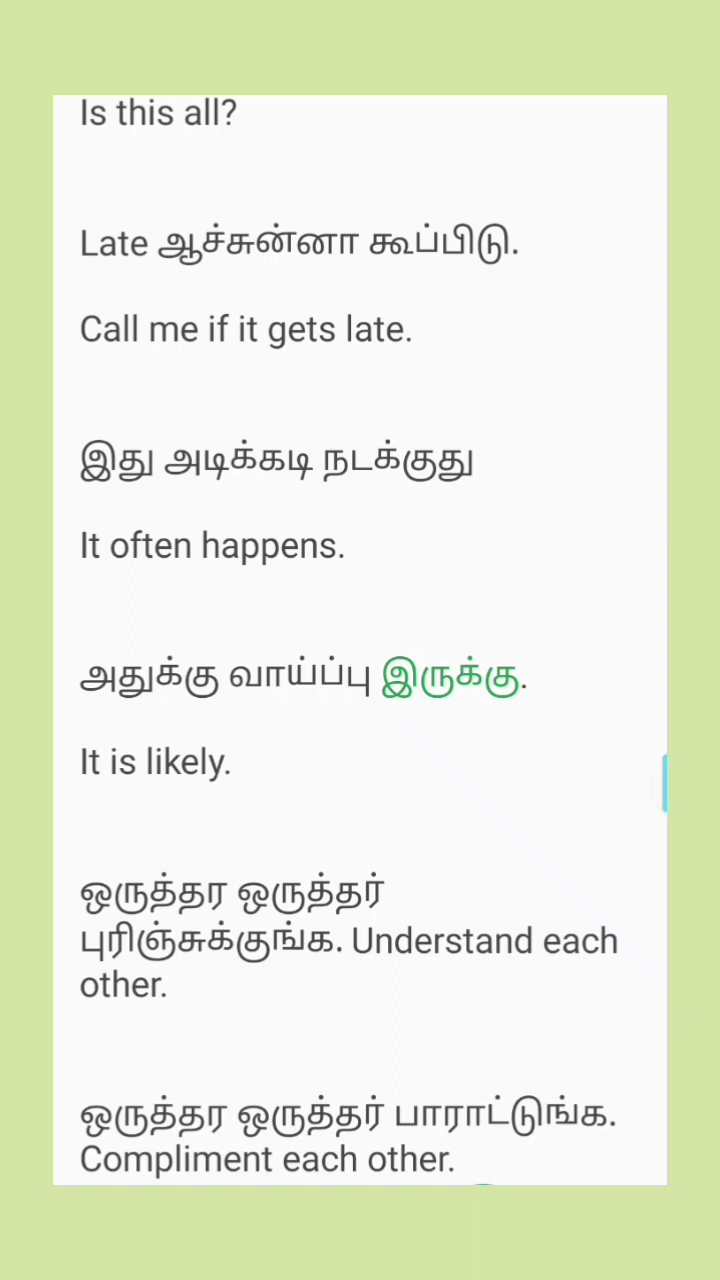 Is this all?
Late ஆச்சுன்னா கூப்பிடு.
Call me if it gets late.
இது அடிக்கடி நடக்குது
It often happens.
அதுக்கு வாய்ப்பு இருக்கு.
It is likely.
ஒருத்தர ஒருத்தர்
புரிஞ்சுக்குங்க. Understand each
other.
ஒருத்தர ஒருத்தர் பாராட்டுங்க.
Compliment each other.